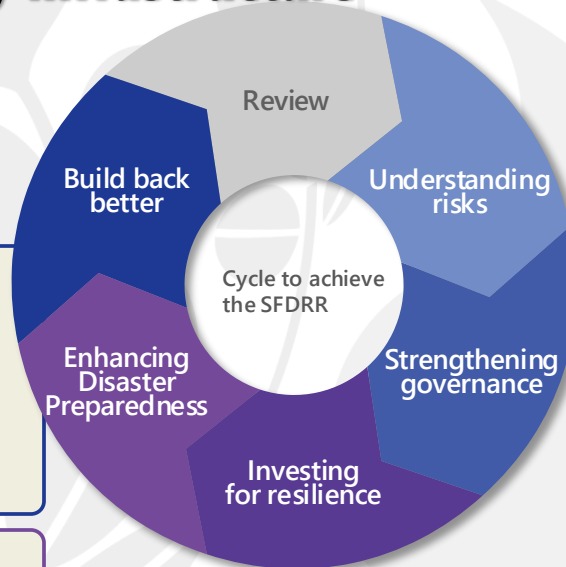 Review
Understanding
risks
Strengthening
governance
Investing
for resilience
Enhancing
Disaster
Preparedness
Build back
better
Cycle to achieve
the SFDRR